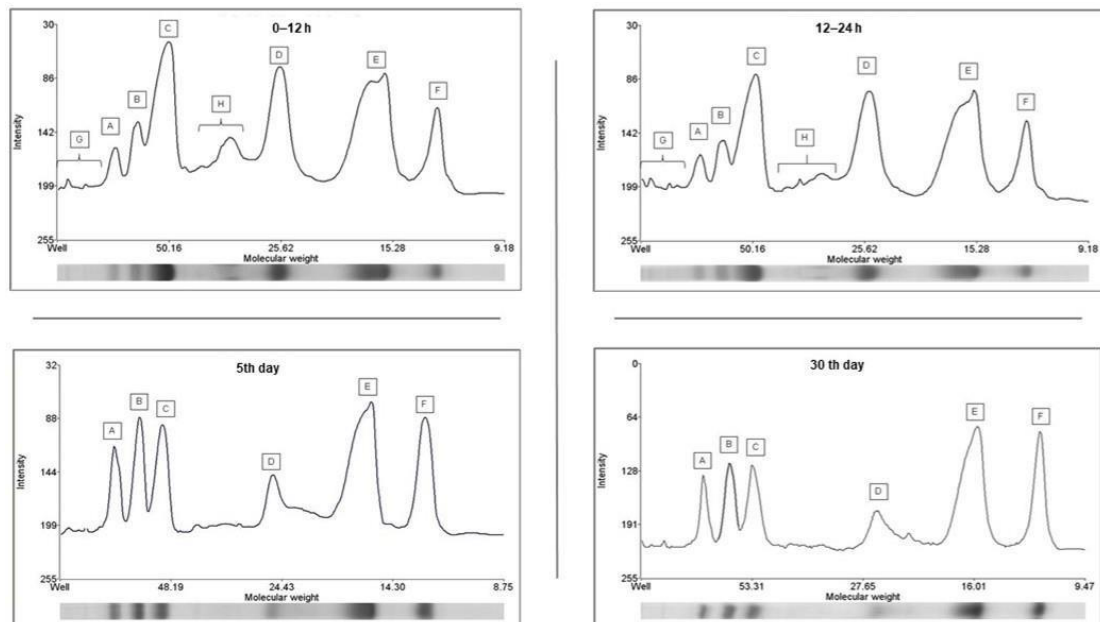 0–12 h
30
86
142
199
255
Intensity
G
A
B
C
H
D
E
F
Well
50.16
25.62
15.28
9.18
Molecular weight
12–24 h
30
86
142
199
255
Intensity
G
A
B
C
H
D
E
F
Well
50.16
25.62
15.28
9.18
Molecular weight
5th day
32
88
144
199
255
Intensity
A
B
C
D
E
F
Well
48.19
24.43
14.30
8.75
Molecular weight
30 th day
0
64
128
191
255
Intensity
A
B
C
D
E
F
Well
53.31
27.65
16.01
9.47
Molecular weight